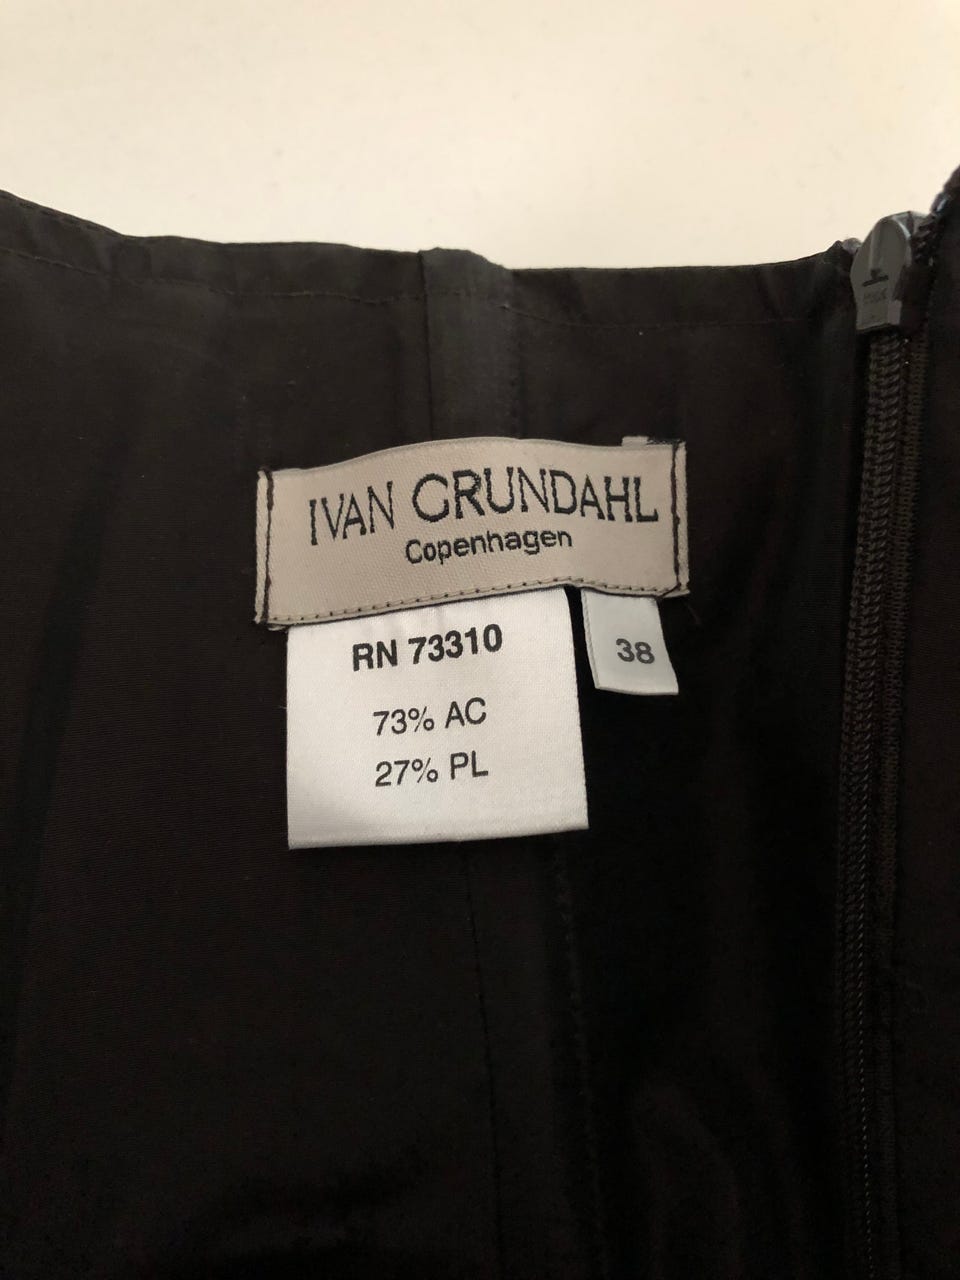 IVAN GRUNDAHL
Copenhagen
RN 73310
38
73% AC
27% PL